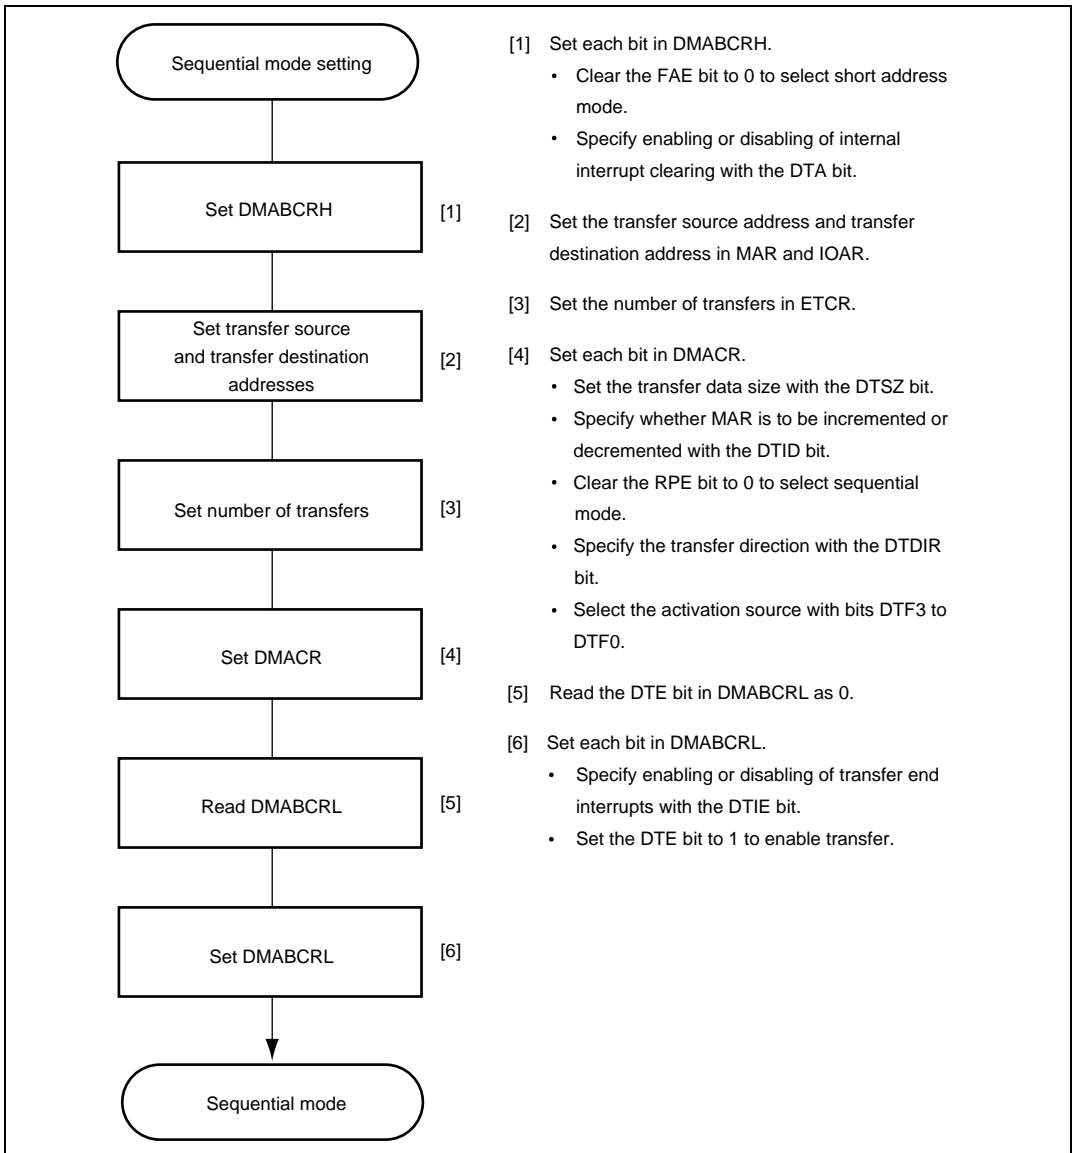 Sequential mode setting
Set DMABCRH
[1]
Set transfer source
and transfer destination
addresses
[2]
Set number of transfers
[3]
Set DMACR
[4]
Read DMABCRL
[5]
Set DMABCRL
[6]
Sequential mode
[1] Set each bit in DMABCRH.
• Clear the FAE bit to 0 to select short address
mode.
• Specify enabling or disabling of internal
interrupt clearing with the DTA bit.
[2] Set the transfer source address and transfer
destination address in MAR and IOAR.
[3] Set the number of transfers in ETCR.
[4] Set each bit in DMACR.
• Set the transfer data size with the DTSZ bit.
• Specify whether MAR is to be incremented or
decremented with the DTID bit.
• Clear the RPE bit to 0 to select sequential
mode.
• Specify the transfer direction with the DTDIR
bit.
• Select the activation source with bits DTF3 to
DTF0.
[5] Read the DTE bit in DMABCRL as 0.
[6] Set each bit in DMABCRL.
• Specify enabling or disabling of transfer end
interrupts with the DTIE bit.
• Set the DTE bit to 1 to enable transfer.